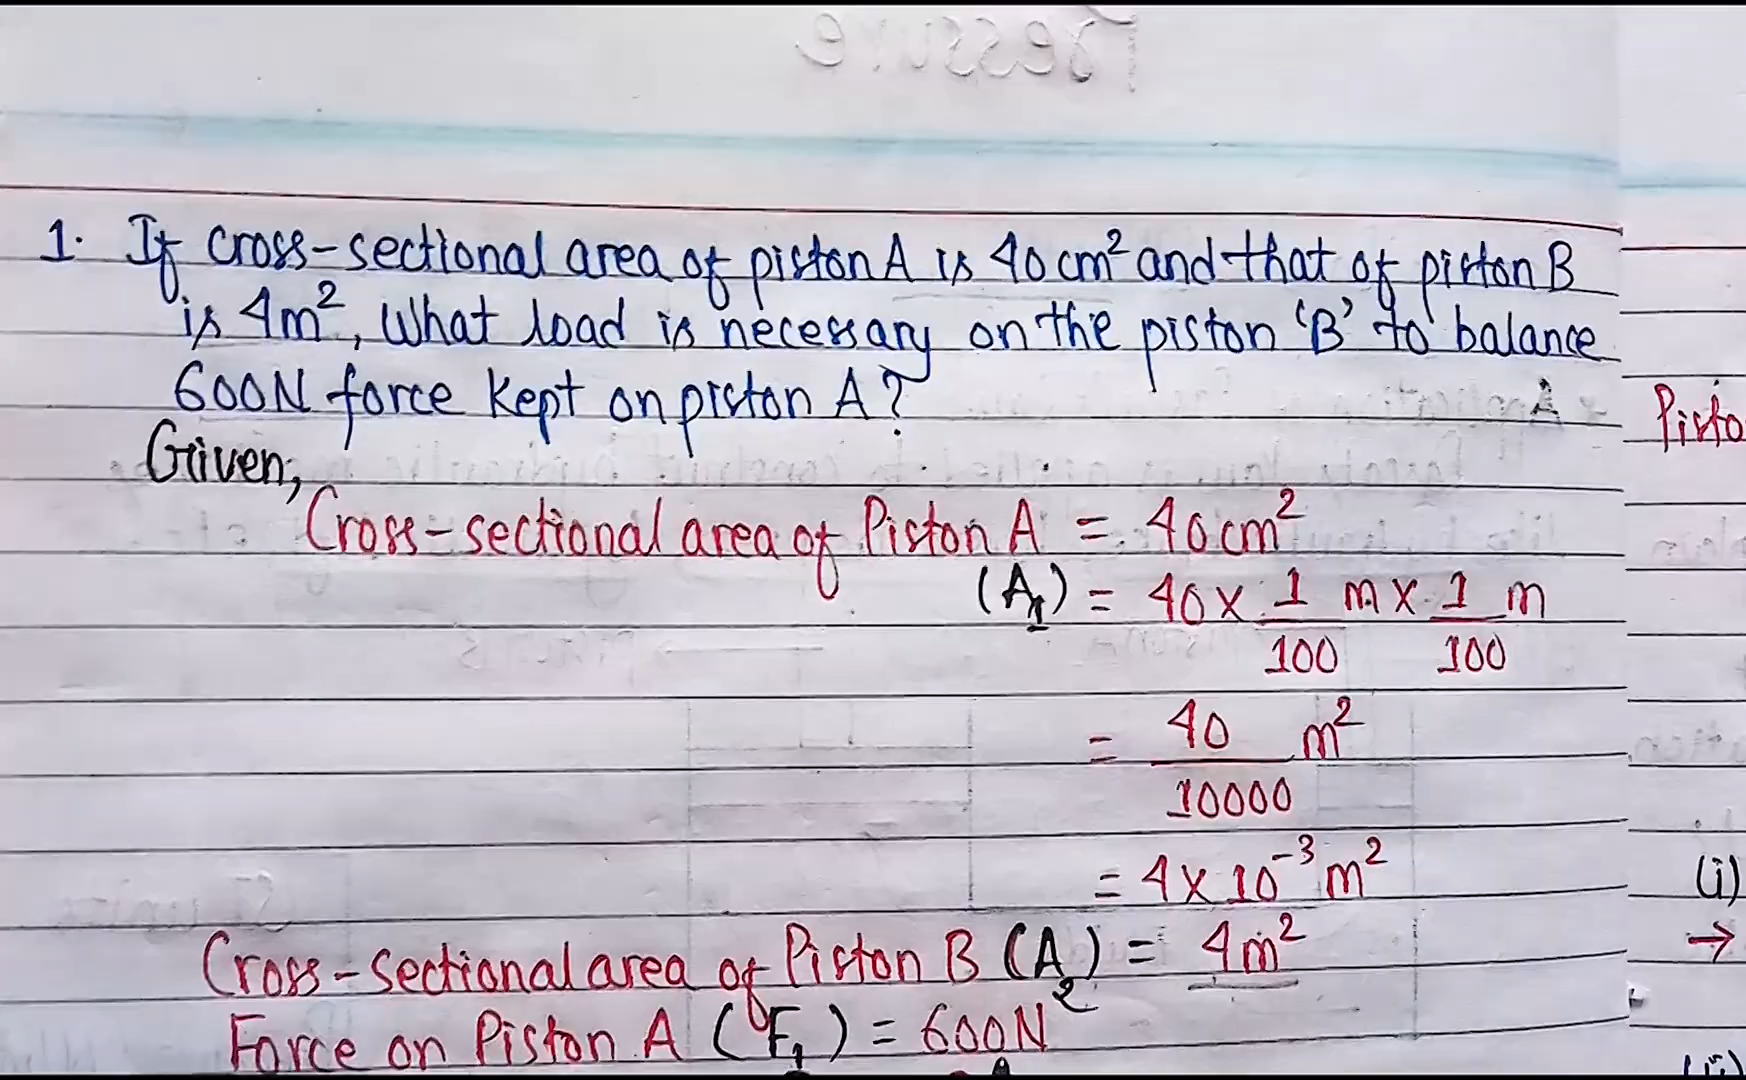 1. If cross-sectional area of piston A is 40 cm² and that of piston B
is 4m², What load is necessary on the piston 'B' to balance
600N force kept on piston A?
Given,
Cross-sectional area of Piston A = 40cm²
(A₁) = 40 × 1/100 m × 1/100 m
= 40/10000 m²
= 4 × 10⁻³ m²
Cross-sectional area of Piston B (A₂) = 4m²
Force on Piston A (F₁) = 600N
Pisto
(i)
→
(ii)